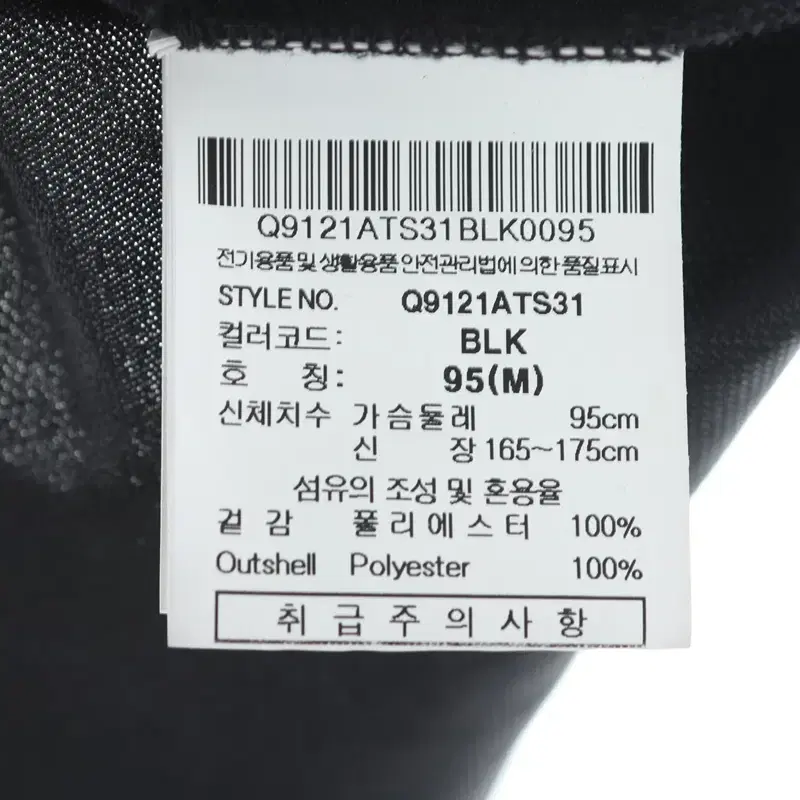 Q9121ATS31BLK0095
전기용품및 생활용품 안전관리법에 의한 품질표시
STYLE NO. Q9121ATS31
컬러코드: BLK
호 칭: 95(M)
신체치수 가슴둘레 95cm
신 장 165~175cm
섬유의 조성 및 혼용율
겉 감 폴리에스터 100%
Outshell Polyester 100%
취급주의사항